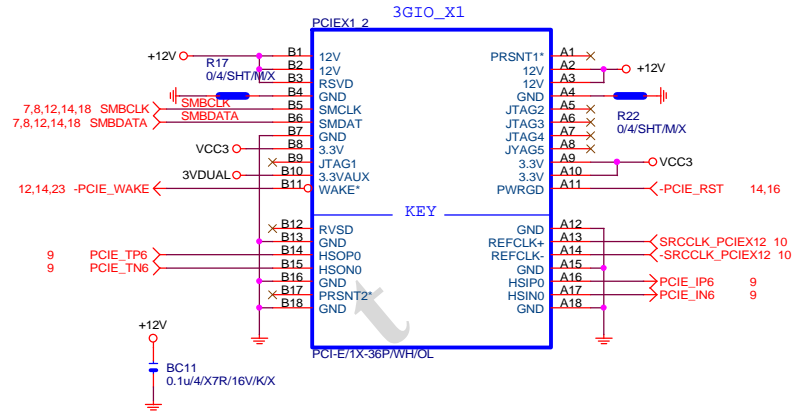 3GIO_X1
PCIEX1_2
+12V
R17
0/4/SHT/M/X
B1 12V
B2 12V
B3 RSVD
B4 GND
B5 SMCLK
B6 SMDAT
B7 GND
B8 3.3V
B9 JTAG1
B10 3.3VAUX
B11 WAKE*
7,8,12,14,18 SMBCLK SMBCLK
7,8,12,14,18 SMBDATA SMBDATA
VCC3
3VDUAL
12,14,23 -PCIE_WAKE
PRSNT1* A1
12V A2
12V A3
GND A4
JTAG2 A5
JTAG3 A6
JTAG4 A7
JYAG5 A8
3.3V A9
3.3V A10
PWRGD A11
+12V
R22
0/4/SHT/M/X
VCC3
-PCIE_RST 14,16
KEY
B12 RVSD
B13 GND
B14 HSOP0
B15 HSON0
B16 GND
B17 PRSNT2*
B18 GND
9 PCIE_TP6
9 PCIE_TN6
GND A12
REFCLK+ A13
REFCLK- A14
GND A15
HSIP0 A16
HSIN0 A17
GND A18
SRCCLK_PCIEX12 10
-SRCCLK_PCIEX12 10
PCIE_IP6 9
PCIE_IN6 9
t
PCI-E/1X-36P/WH/OL
+12V
BC11
0.1u/4/X7R/16V/K/X